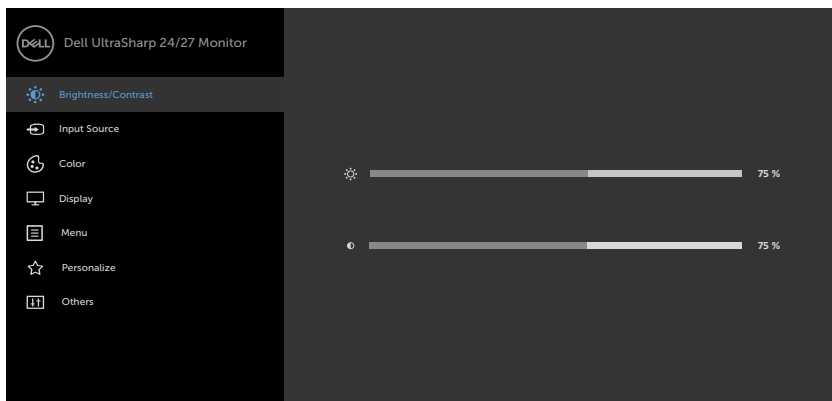 DELL
Dell UltraSharp 24/27 Monitor
Brightness/Contrast
Input Source
Color
75 %
Display
Menu
75 %
Personalize
Others